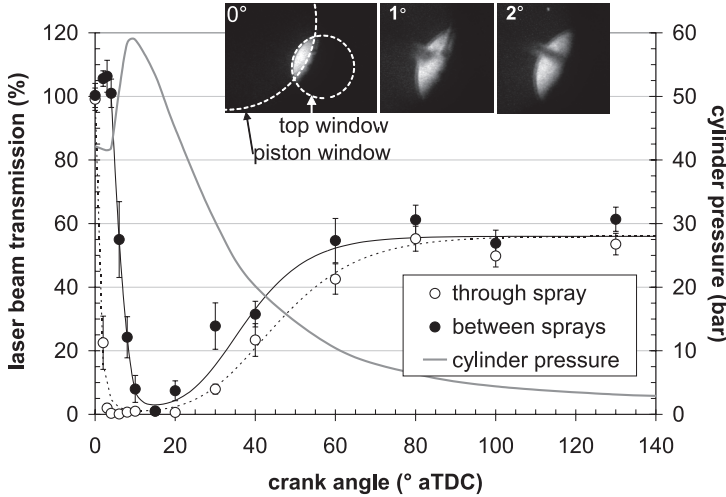 0°
1°
2°
top window
piston window
120
100
80
60
40
20
0
laser beam transmission (%)
60
50
40
30
20
10
0
cylinder pressure
(bar)
through spray
between sprays
cylinder pressure
0 20 40 60 80 100 120 140
crank angle (° aTDC)